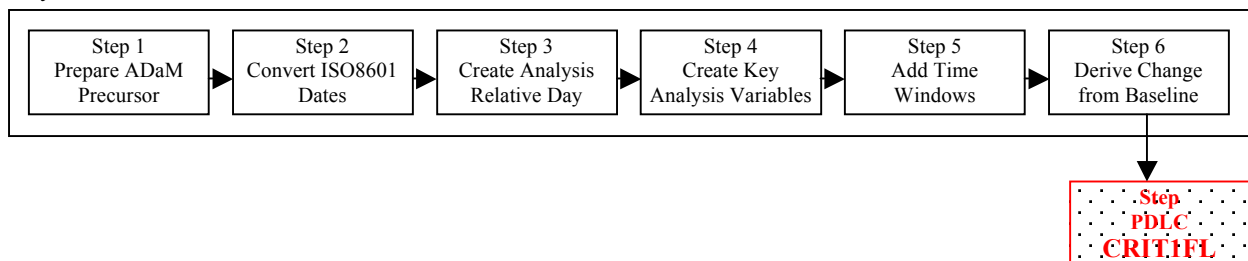 Step 1
Prepare ADaM
Precursor
Step 2
Convert ISO8601
Dates
Step 3
Create Analysis
Relative Day
Step 4
Create Key
Analysis Variables
Step 5
Add Time
Windows
Step 6
Derive Change
from Baseline
Step
PDLC
CRIT1FL